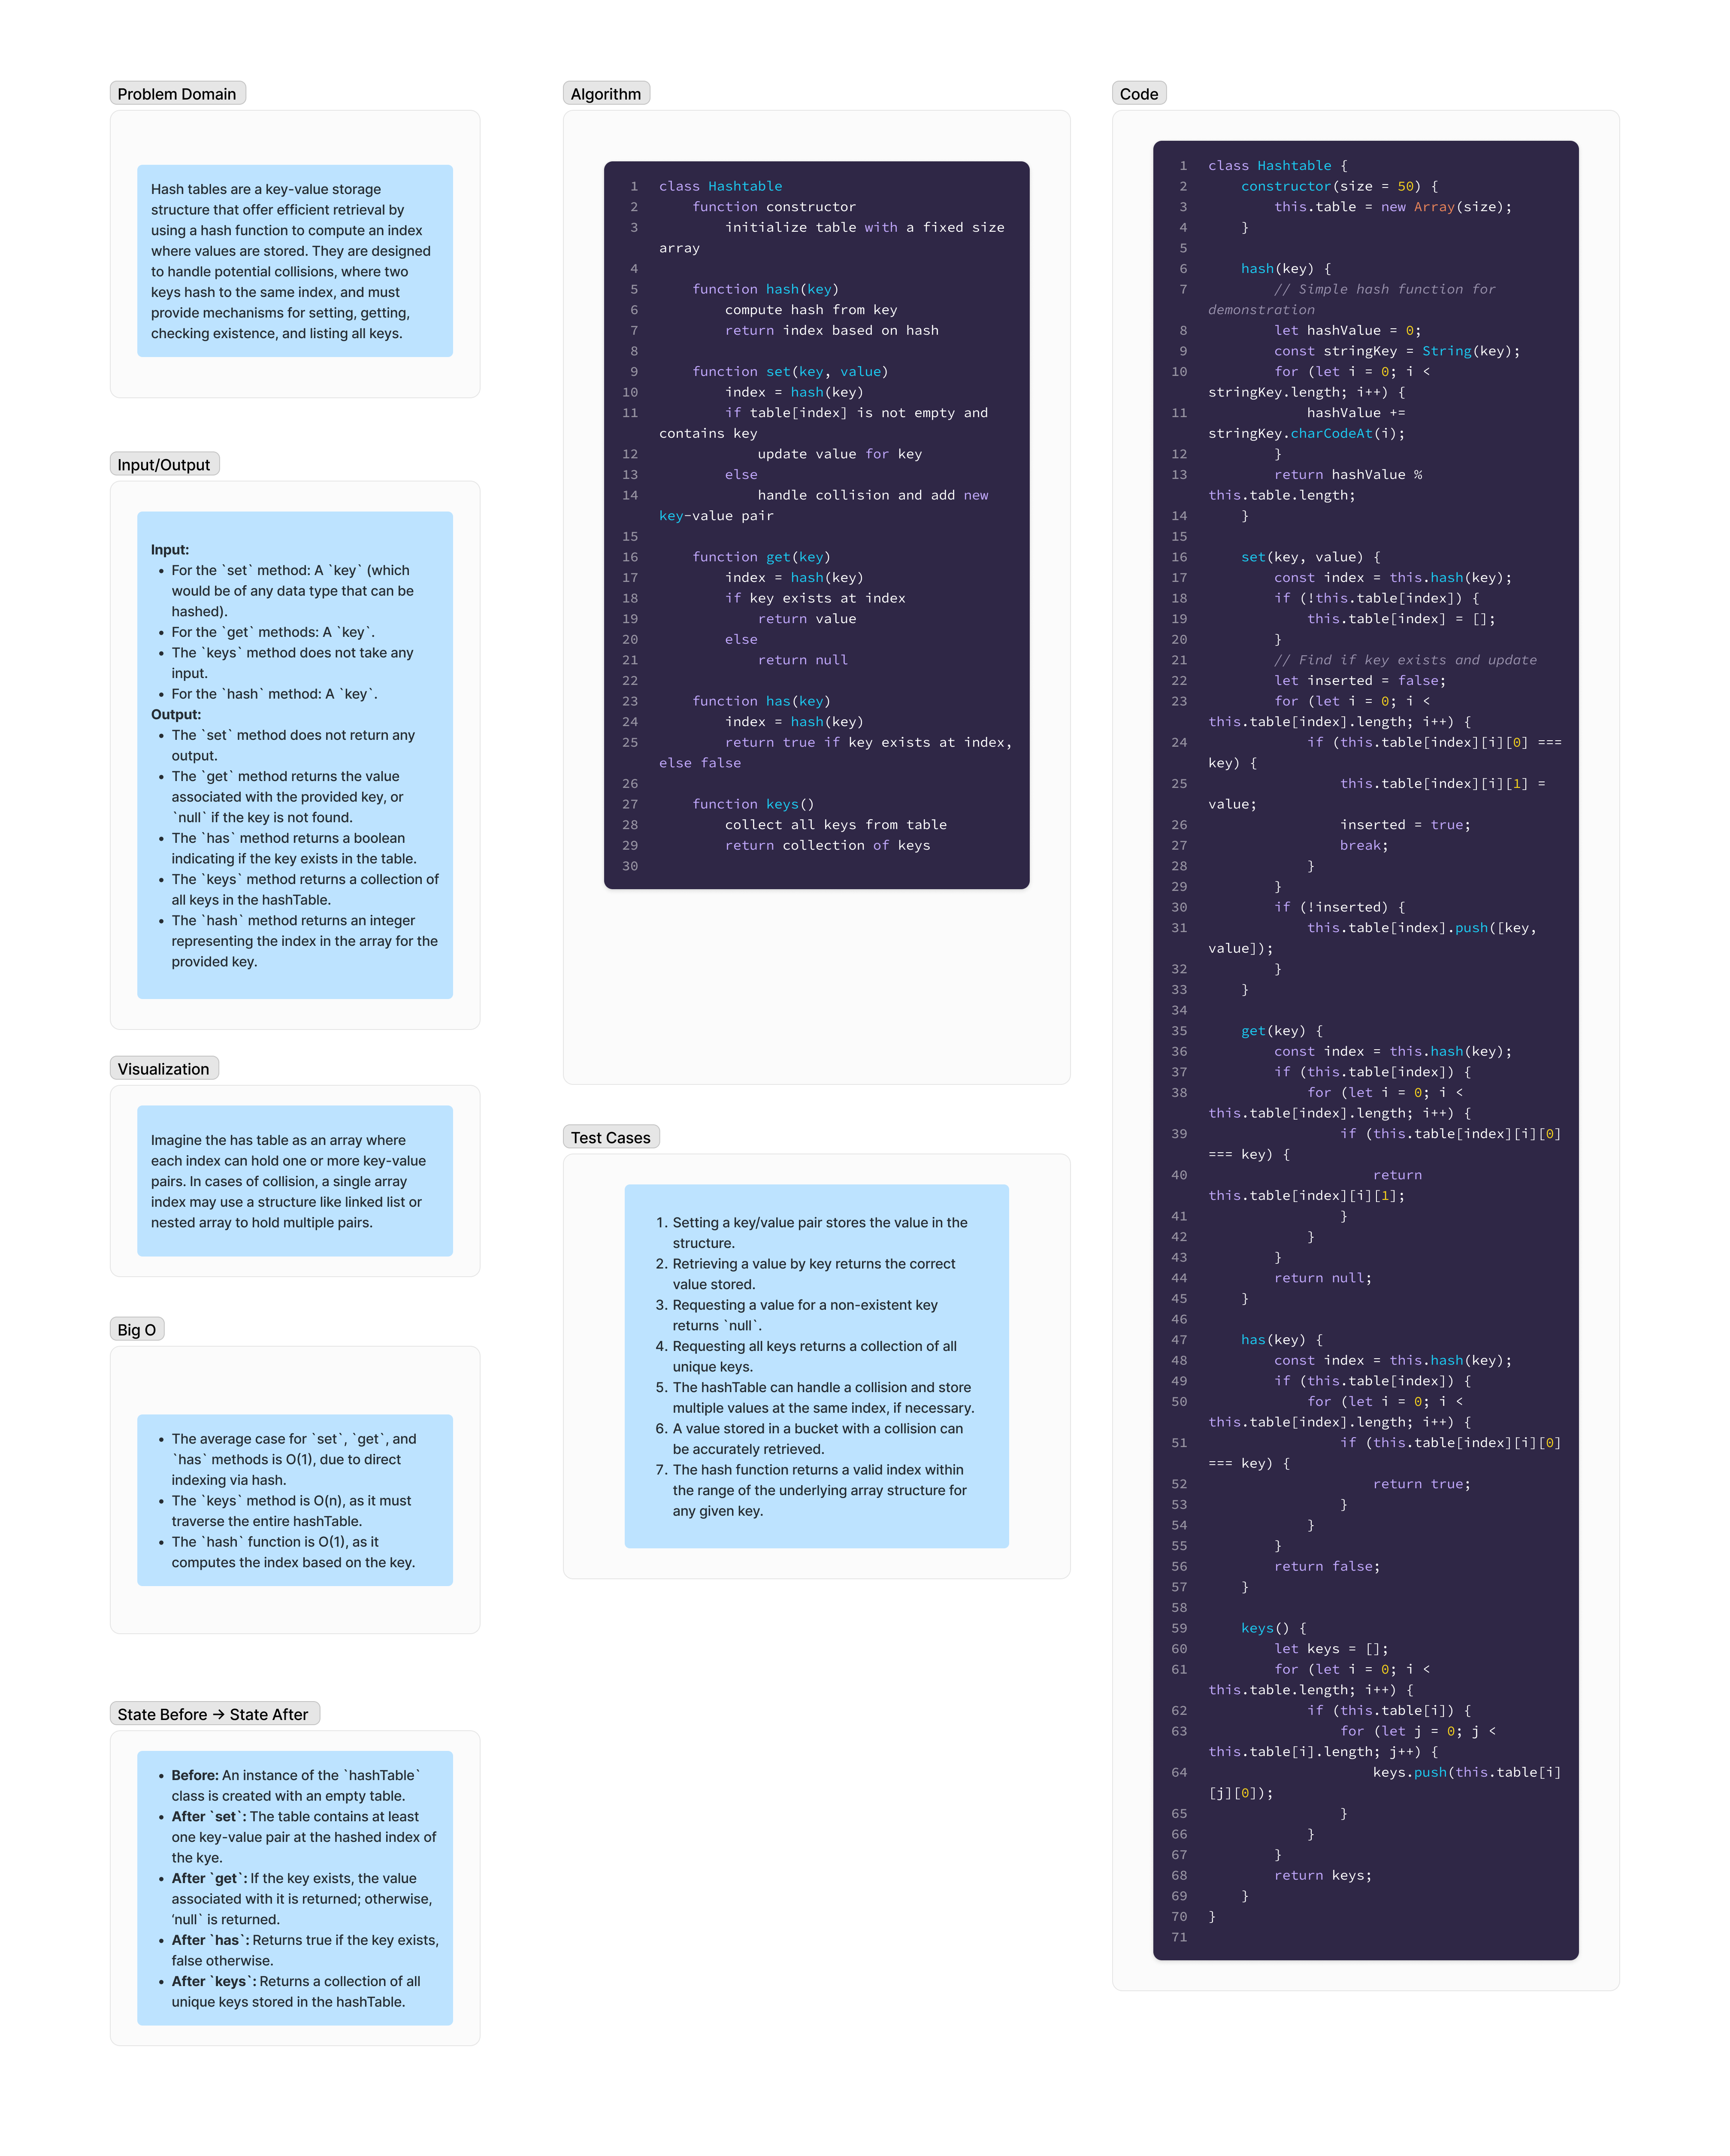 Problem Domain
Hash tables are a key-value storage
structure that offer efficient retrieval by
using a hash function to compute an index
where values are stored. They are designed
to handle potential collisions, where two
keys hash to the same index, and must
provide mechanisms for setting, getting,
checking existence, and listing all keys.
Input/Output
Input:
• For the `set` method: A `key` (which
would be of any data type that can be
hashed).
• For the `get` methods: A `key`.
• The `keys` method does not take any
input.
• For the `hash` method: A `key`.
Output:
• The `set` method does not return any
output.
• The `get` method returns the value
associated with the provided key, or
`null` if the key is not found.
• The `has` method returns a boolean
indicating if the key exists in the table.
• The `keys` method returns a collection of
all keys in the hashTable.
• The `hash` method returns an integer
representing the index in the array for the
provided key.
Visualization
Imagine the has table as an array where
each index can hold one or more key-value
pairs. In cases of collision, a single array
index may use a structure like linked list or
nested array to hold multiple pairs.
Big O
• The average case for `set`, `get`, and
`has` methods is O(1), due to direct
indexing via hash.
• The `keys` method is O(n), as it must
traverse the entire hashTable.
• The `hash` function is O(1), as it
computes the index based on the key.
State Before → State After
• Before: An instance of the `hashTable`
class is created with an empty table.
• After `set`: The table contains at least
one key-value pair at the hashed index of
the kye.
• After `get`: If the key exists, the value
associated with it is returned; otherwise,
‘null` is returned.
• After `has`: Returns true if the key exists,
false otherwise.
• After `keys`: Returns a collection of all
unique keys stored in the hashTable.
Algorithm
1 class Hashtable
2     function constructor
3         initialize table with a fixed size
array
4
5     function hash(key)
6         compute hash from key
7         return index based on hash
8
9     function set(key, value)
10         index = hash(key)
11         if table[index] is not empty and
contains key
12             update value for key
13         else
14             handle collision and add new
key-value pair
15
16     function get(key)
17         index = hash(key)
18         if key exists at index
19             return value
20         else
21             return null
22
23     function has(key)
24         index = hash(key)
25         return true if key exists at index,
else false
26
27     function keys()
28         collect all keys from table
29         return collection of keys
30
Test Cases
1. Setting a key/value pair stores the value in the
structure.
2. Retrieving a value by key returns the correct
value stored.
3. Requesting a value for a non-existent key
returns `null`.
4. Requesting all keys returns a collection of all
unique keys.
5. The hashTable can handle a collision and store
multiple values at the same index, if necessary.
6. A value stored in a bucket with a collision can
be accurately retrieved.
7. The hash function returns a valid index within
the range of the underlying array structure for
any given key.
Code
1 class Hashtable {
2     constructor(size = 50) {
3         this.table = new Array(size);
4     }
5
6     hash(key) {
7         // Simple hash function for
demonstration
8         let hashValue = 0;
9         const stringKey = String(key);
10         for (let i = 0; i <
stringKey.length; i++) {
11             hashValue +=
stringKey.charCodeAt(i);
12         }
13         return hashValue %
this.table.length;
14     }
15
16     set(key, value) {
17         const index = this.hash(key);
18         if (!this.table[index]) {
19             this.table[index] = [];
20         }
21         // Find if key exists and update
22         let inserted = false;
23         for (let i = 0; i <
this.table[index].length; i++) {
24             if (this.table[index][i][0] ===
key) {
25                 this.table[index][i][1] =
value;
26                 inserted = true;
27                 break;
28             }
29         }
30         if (!inserted) {
31             this.table[index].push([key,
value]);
32         }
33     }
34
35     get(key) {
36         const index = this.hash(key);
37         if (this.table[index]) {
38             for (let i = 0; i <
this.table[index].length; i++) {
39                 if (this.table[index][i][0]
=== key) {
40                     return
this.table[index][i][1];
41                 }
42             }
43         }
44         return null;
45     }
46
47     has(key) {
48         const index = this.hash(key);
49         if (this.table[index]) {
50             for (let i = 0; i <
this.table[index].length; i++) {
51                 if (this.table[index][i][0]
=== key) {
52                     return true;
53                 }
54             }
55         }
56         return false;
57     }
58
59     keys() {
60         let keys = [];
61         for (let i = 0; i <
this.table.length; i++) {
62             if (this.table[i]) {
63                 for (let j = 0; j <
this.table[i].length; j++) {
64                     keys.push(this.table[i]
[j][0]);
65                 }
66             }
67         }
68         return keys;
69     }
70 }
71